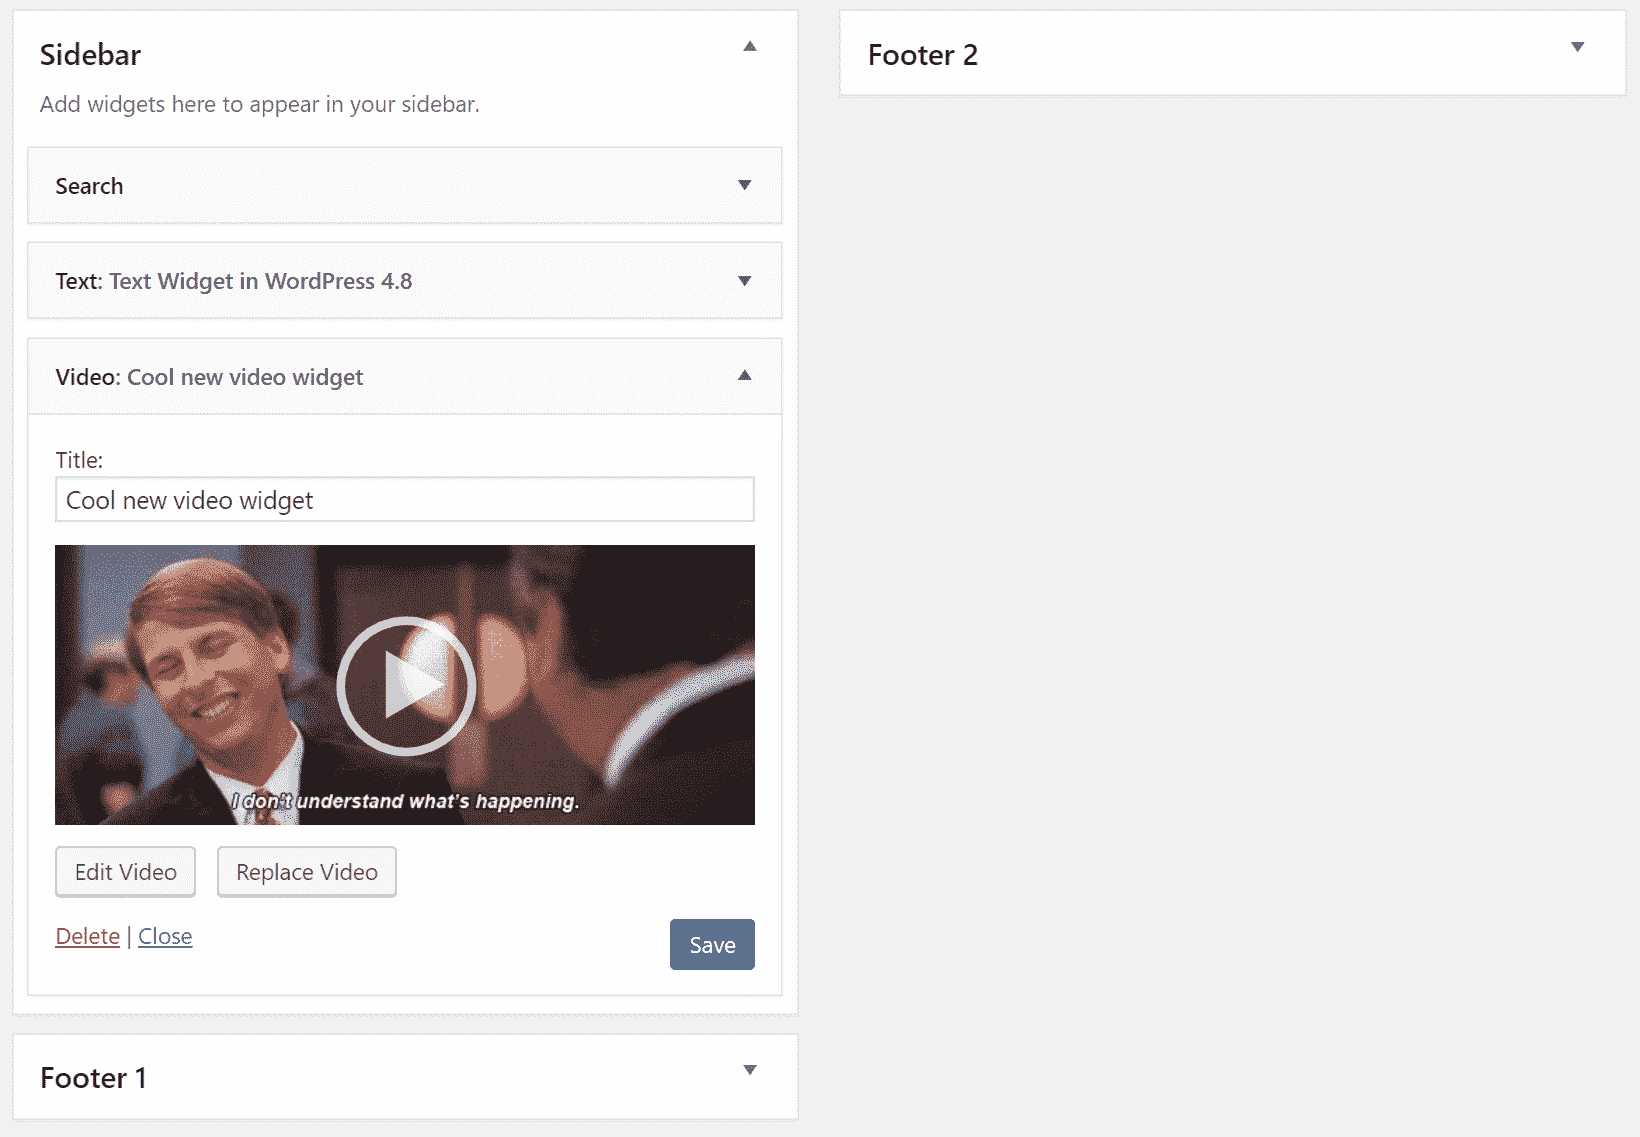 Sidebar
Add widgets here to appear in your sidebar.
Search
Text: Text Widget in WordPress 4.8
Video: Cool new video widget
Title:
Cool new video widget
I don't understand what's happening.
Edit Video
Replace Video
Delete | Close
Save
Footer 1
Footer 2